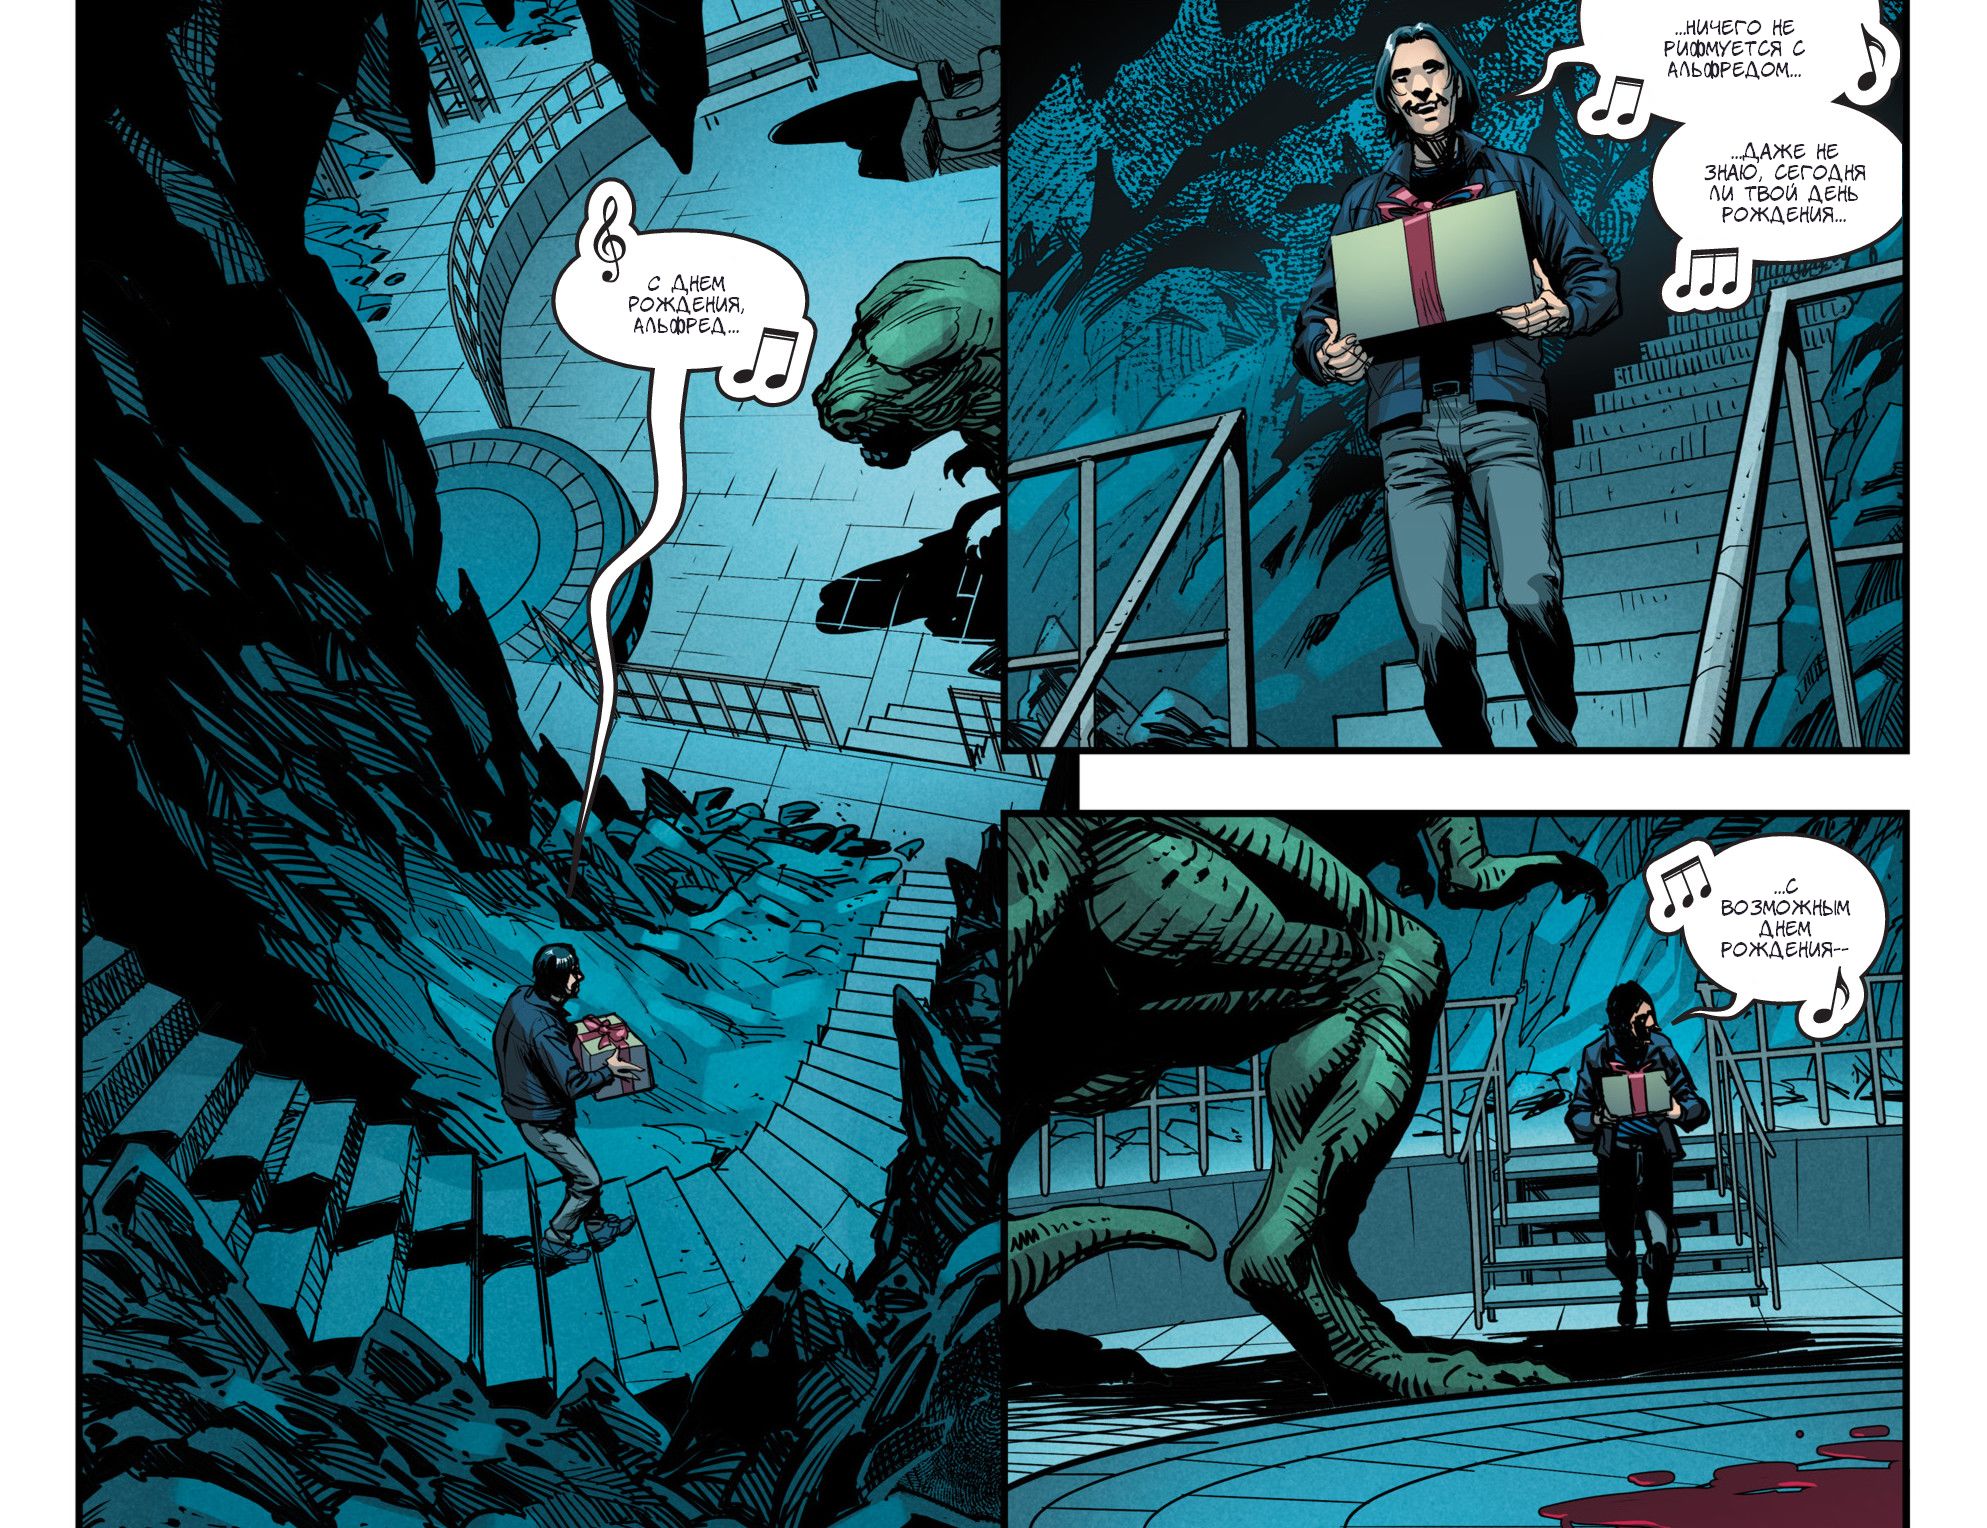 С ДНЕМ
РОЖДЕНИЯ,
АЛЬФРЕД...
...НИЧЕГО НЕ
РИФМУЕТСЯ С
АЛЬФРЕДОМ...
...ДАЖЕ НЕ
ЗНАЮ, СЕГОДНЯ
ЛИ ТВОЙ ДЕНЬ
РОЖДЕНИЯ...
...С
ВОЗМОЖНЫМ
ДНЕМ
РОЖДЕНИЯ--